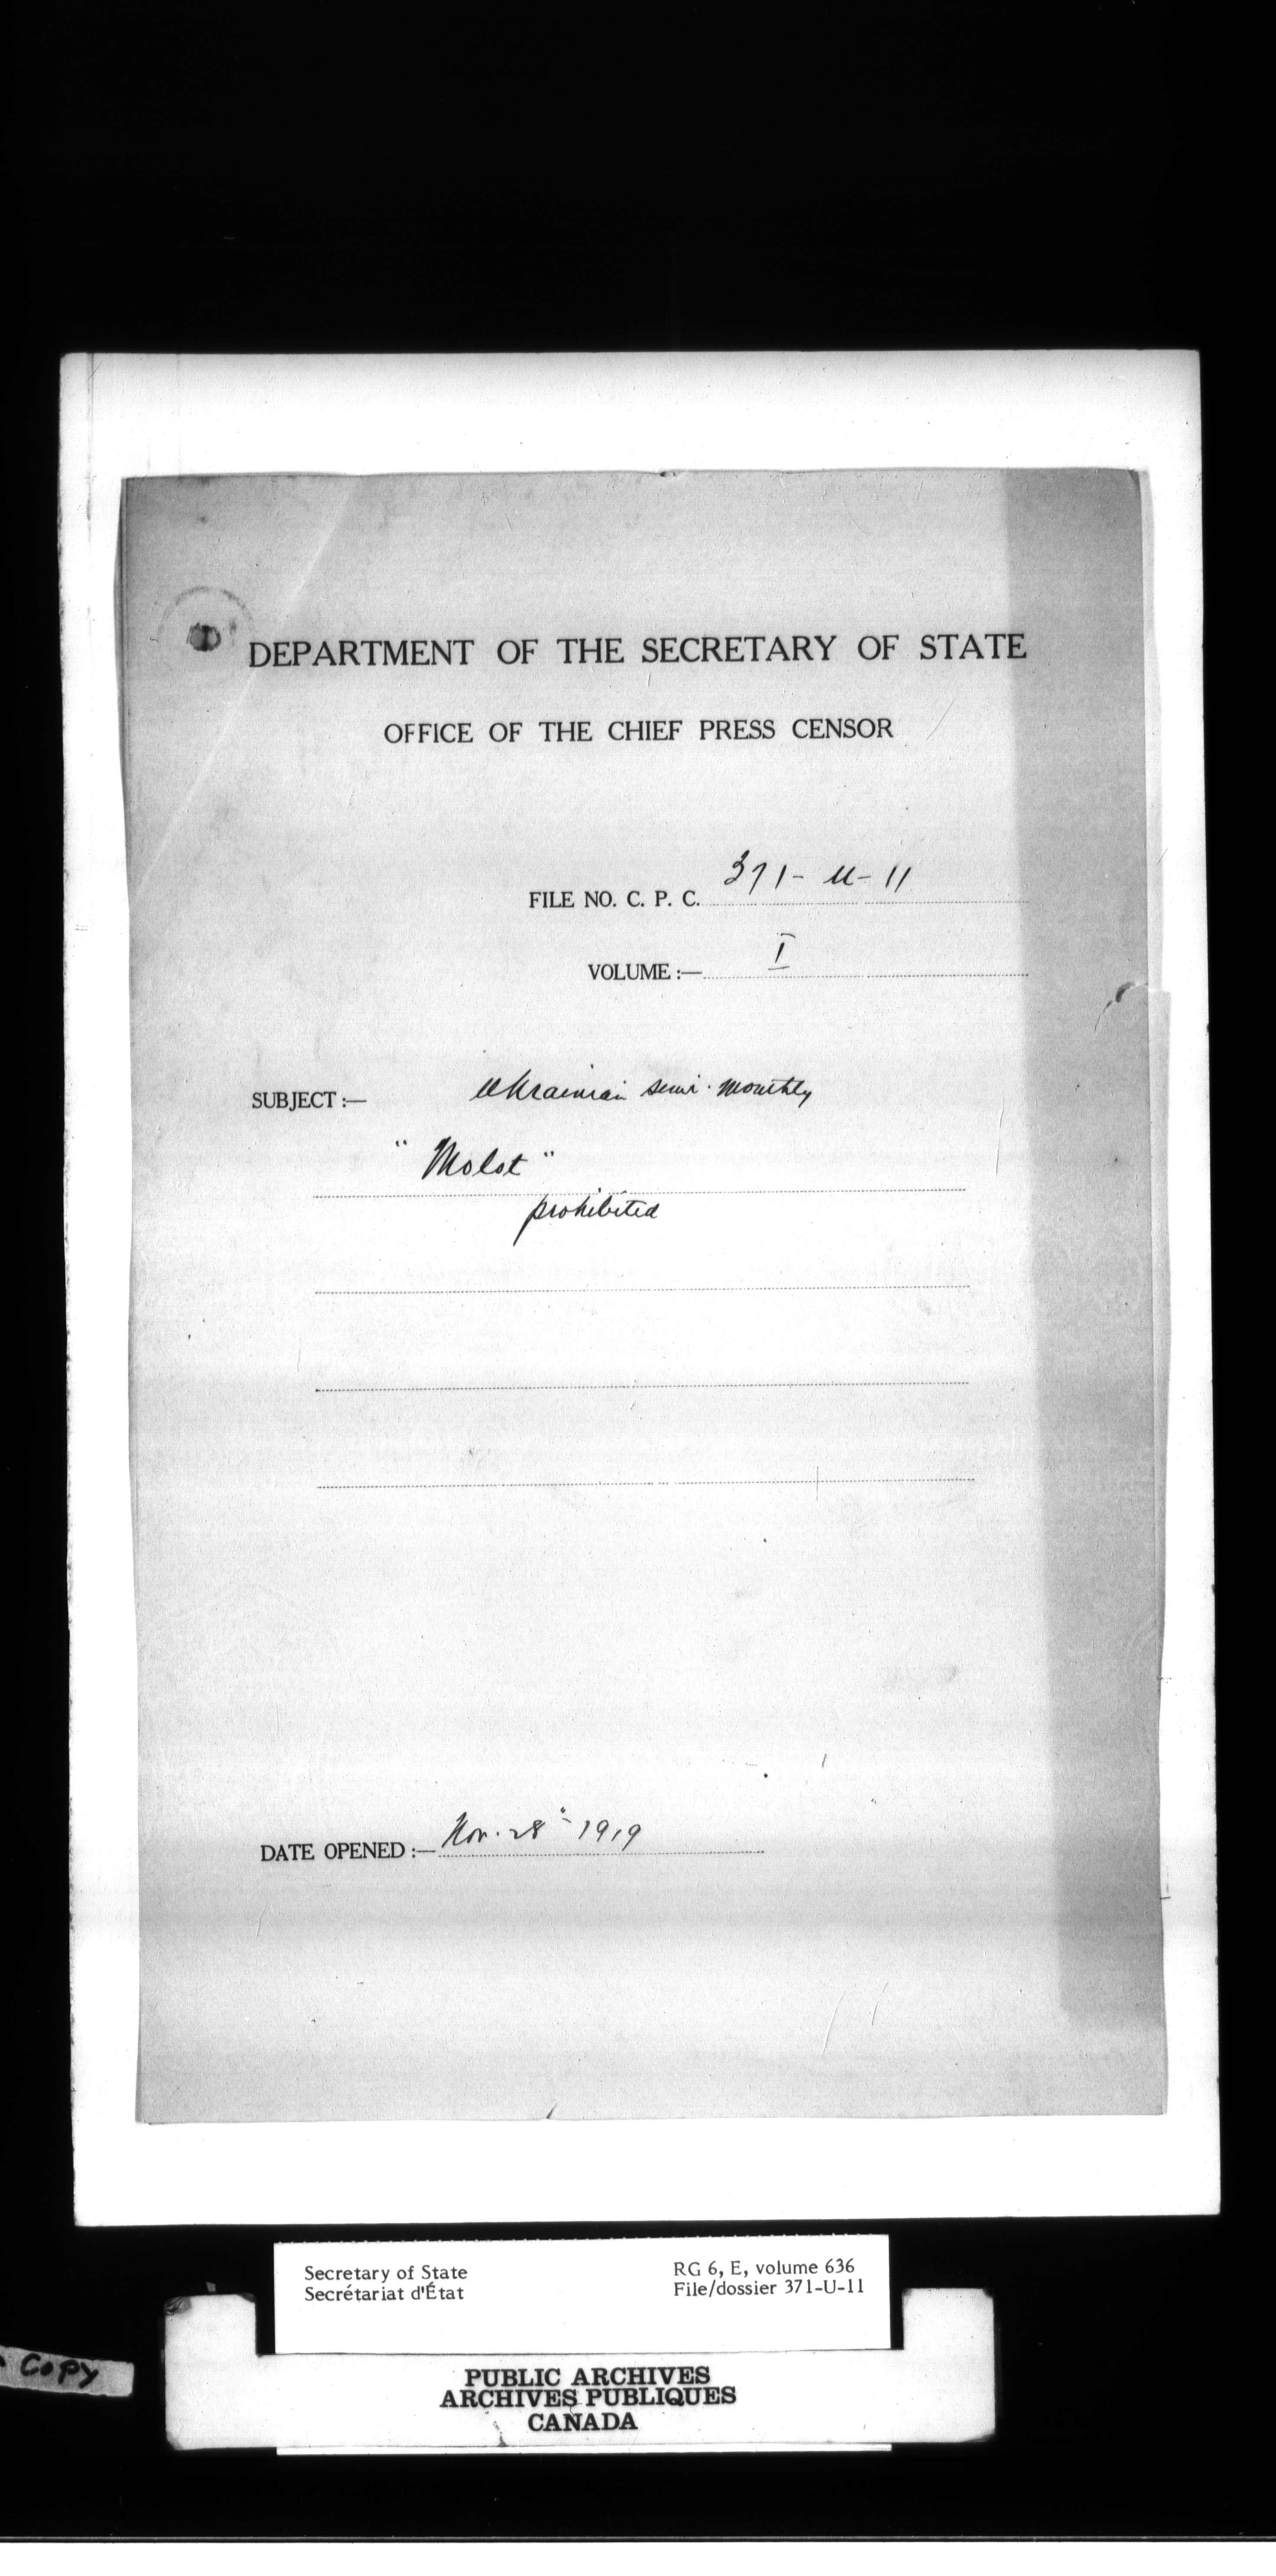 DEPARTMENT OF THE SECRETARY OF STATE
OFFICE OF THE CHIEF PRESS CENSOR
FILE NO. C. P. C. 371-U-11
VOLUME :— I
SUBJECT :— Ukrainian semi-monthly
"Molot"
prohibited
DATE OPENED :— Nov. 28" 1919
Secretary of State
Secrétariat d'État
RG 6, E, volume 636
File/dossier 371-U-11
COPY
PUBLIC ARCHIVES
ARCHIVES PUBLIQUES
CANADA